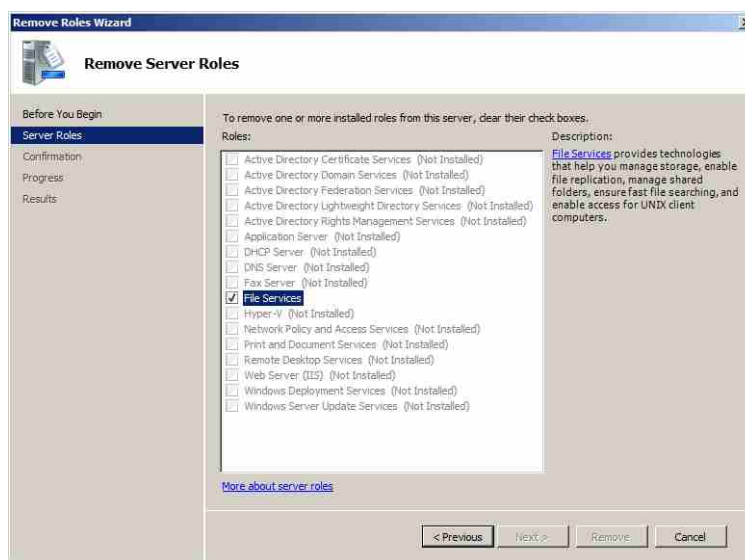 Remove Roles Wizard
Remove Server Roles
Before You Begin
Server Roles
Confirmation
Progress
Results
To remove one or more installed roles from this server, clear their check boxes.
Roles:
Active Directory Certificate Services (Not Installed)
Active Directory Domain Services (Not Installed)
Active Directory Federation Services (Not Installed)
Active Directory Lightweight Directory Services (Not Installed)
Active Directory Rights Management Services (Not Installed)
Application Server (Not Installed)
DHCP Server (Not Installed)
DNS Server (Not Installed)
Fax Server (Not Installed)
File Services
Hyper-V (Not Installed)
Network Policy and Access Services (Not Installed)
Print and Document Services (Not Installed)
Remote Desktop Services (Not Installed)
Web Server (IIS) (Not Installed)
Windows Deployment Services (Not Installed)
Windows Server Update Services (Not Installed)
More about server roles
Description:
File Services provides technologies
that help you manage storage, enable
file replication, manage shared
folders, ensure fast file searching, and
enable access for UNIX client
computers.
< Previous
Next >
Remove
Cancel